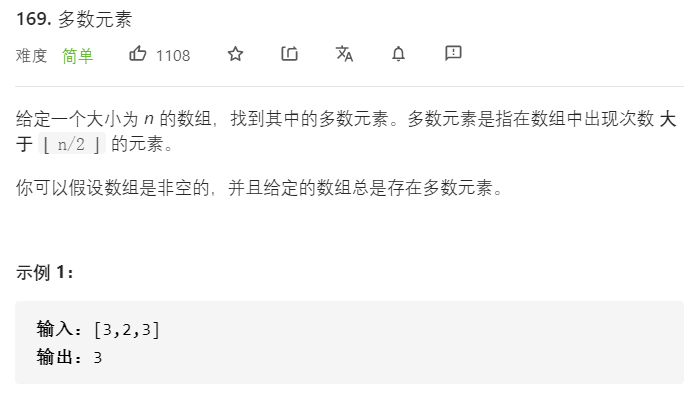 169. 多数元素
难度 简单 1108
给定一个大小为 n 的数组，找到其中的多数元素。多数元素是指在数组中出现次数 大
于 ⌊ n/2 ⌋ 的元素。
你可以假设数组是非空的，并且给定的数组总是存在多数元素。
示例 1：
输入：[3,2,3]
输出：3